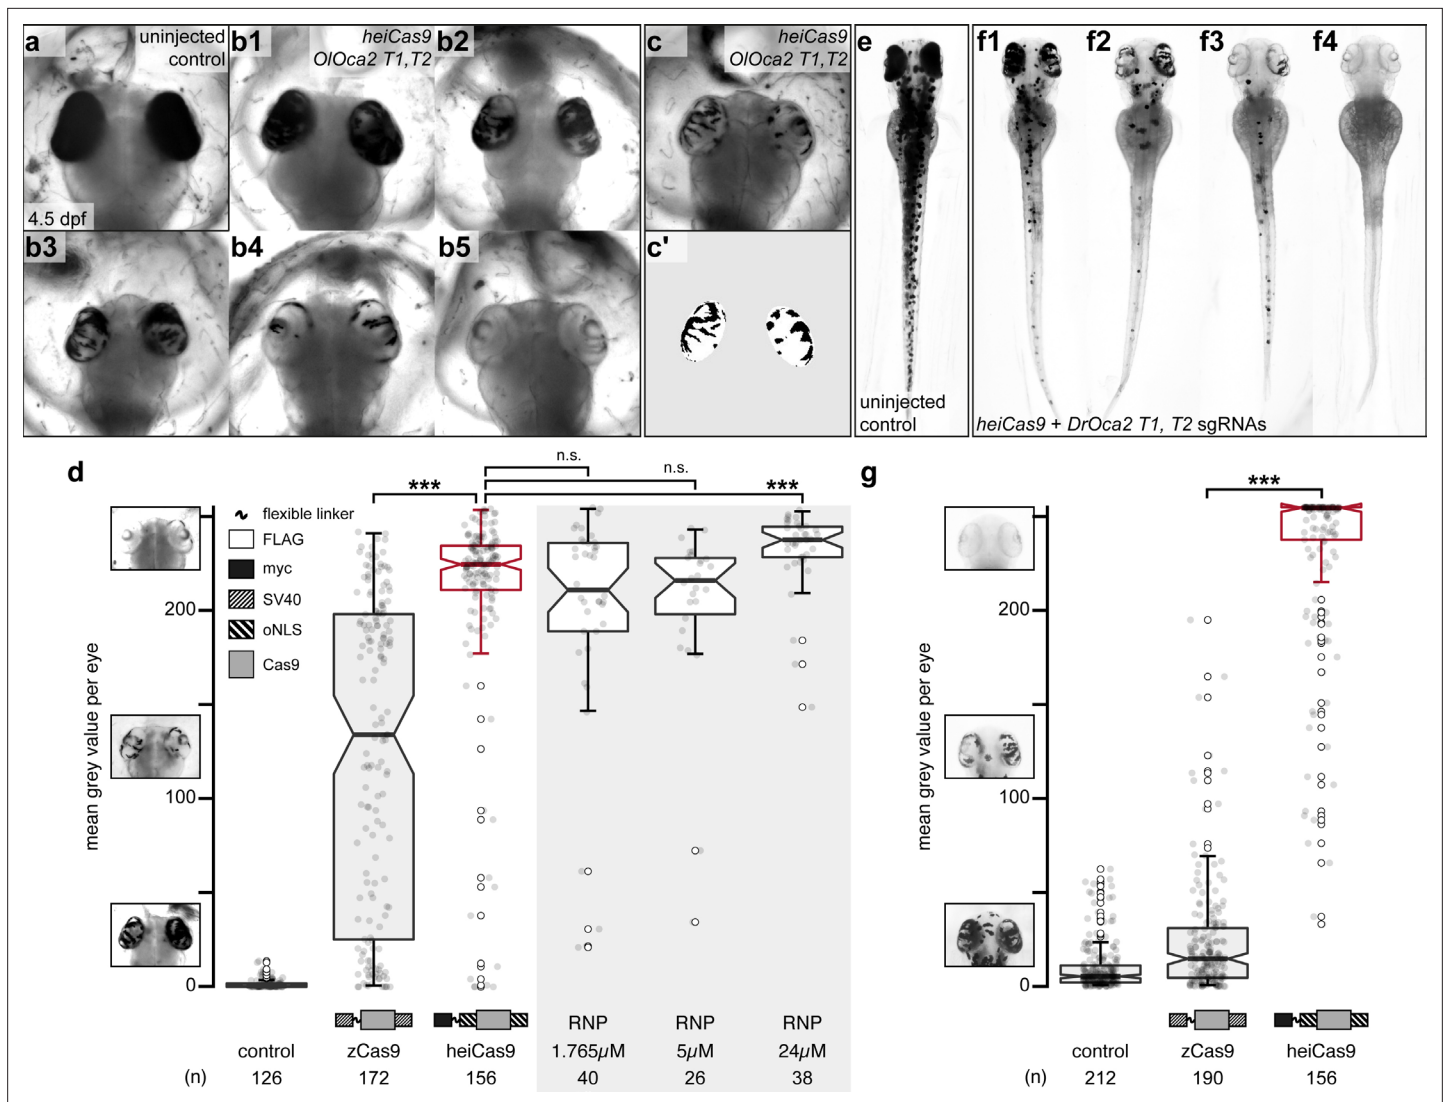 a
uninjected
control
4.5 dpf
b1
heiCas9
OlOca2 T1,T2
b2
c
heiCas9
OlOca2 T1,T2
e
uninjected
control
f1
f2
f3
f4
heiCas9 + DrOca2 T1, T2 sgRNAs
b3
b4
b5
c'
d
***
n.s.
n.s.
***
flexible linker
FLAG
myc
SV40
oNLS
Cas9
mean grey value per eye
200
100
0
control
zCas9
heiCas9
RNP
1.765µM
RNP
5µM
RNP
24µM
(n)
126
172
156
40
26
38
g
***
mean grey value per eye
200
100
0
control
zCas9
heiCas9
(n)
212
190
156